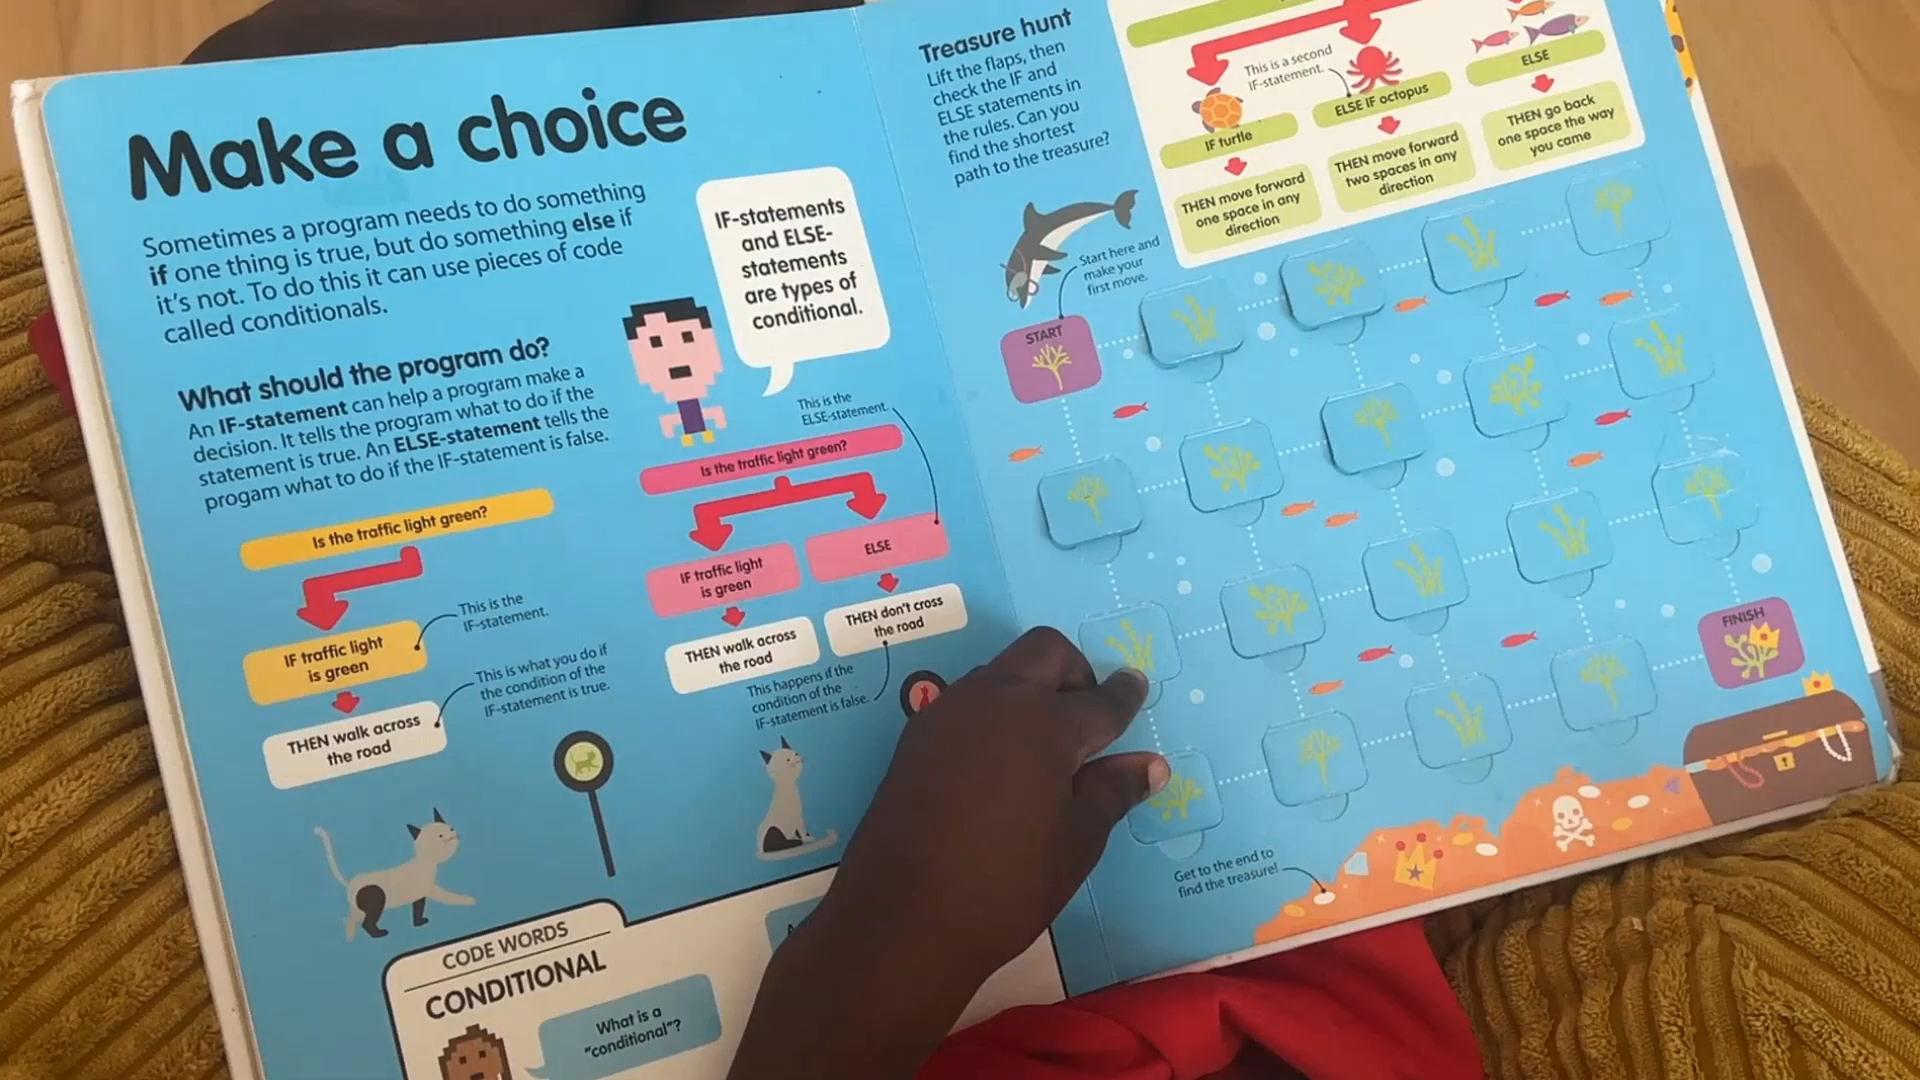 Make a choice
Sometimes a program needs to do something
if one thing is true, but do something else if
it's not. To do this it can use pieces of code
called conditionals.
IF-statements
and ELSE-
statements
are types of
conditional.
What should the program do?
An IF-statement can help a program make a
decision. It tells the program what to do if the
statement is true. An ELSE-statement tells the
progam what to do if the IF-statement is false.
Is the traffic light green?
This is the
IF-statement.
IF traffic light
is green
This is what you do if
the condition of the
IF-statement is true.
THEN walk across
the road
This is the
ELSE-statement.
Is the traffic light green?
IF traffic light
is green
ELSE
THEN walk across
the road
THEN don't cross
the road
This happens if the
condition of the
IF-statement is false.
CODE WORDS
CONDITIONAL
What is a
"conditional"?
Treasure hunt
Lift the flaps, then
check the IF and
ELSE statements in
the rules. Can you
find the shortest
path to the treasure?
This is a second
IF-statement.
IF turtle
ELSE IF octopus
ELSE
THEN move forward
one space in any
direction
THEN move forward
two spaces in any
direction
THEN go back
one space the way
you came
Start here and
make your
first move.
START
FINISH
Get to the end to
find the treasure!